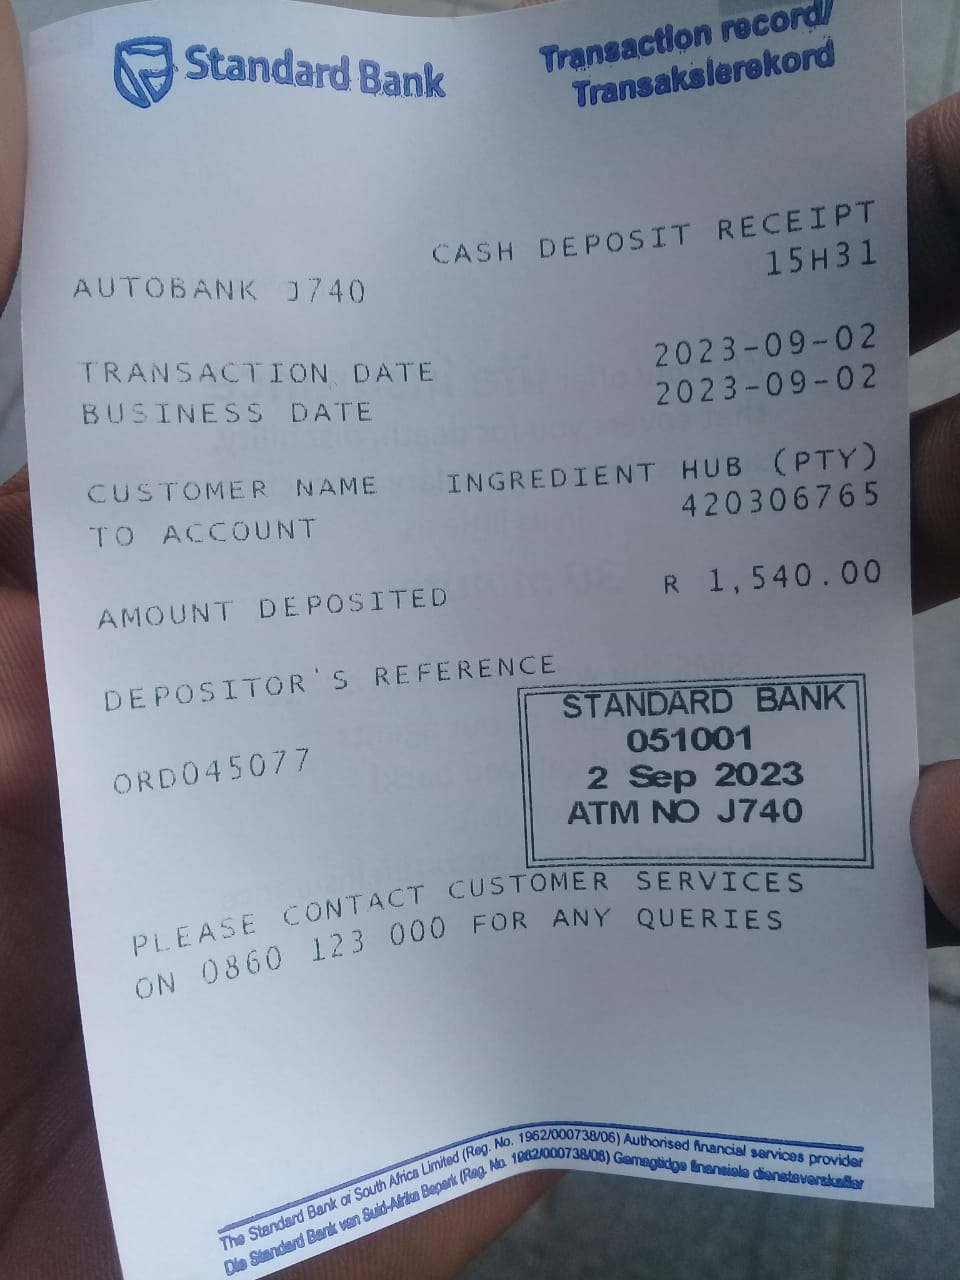 Standard Bank
Transaction record/
Transaksierekord
CASH DEPOSIT RECEIPT
AUTOBANK J740 15H31
TRANSACTION DATE 2023-09-02
BUSINESS DATE 2023-09-02
CUSTOMER NAME INGREDIENT HUB (PTY)
TO ACCOUNT 420306765
AMOUNT DEPOSITED R 1,540.00
DEPOSITOR'S REFERENCE
ORD045077
STANDARD BANK
051001
2 Sep 2023
ATM NO J740
PLEASE CONTACT CUSTOMER SERVICES
ON 0860 123 000 FOR ANY QUERIES
The Standard Bank of South Africa Limited (Reg. No. 1962/000738/06) Authorised financial services provider
Die Standard Bank van Suid-Afrika Beperk (Reg. No. 1962/000738/06) Gemagtigde finansiele diensteverskaffer